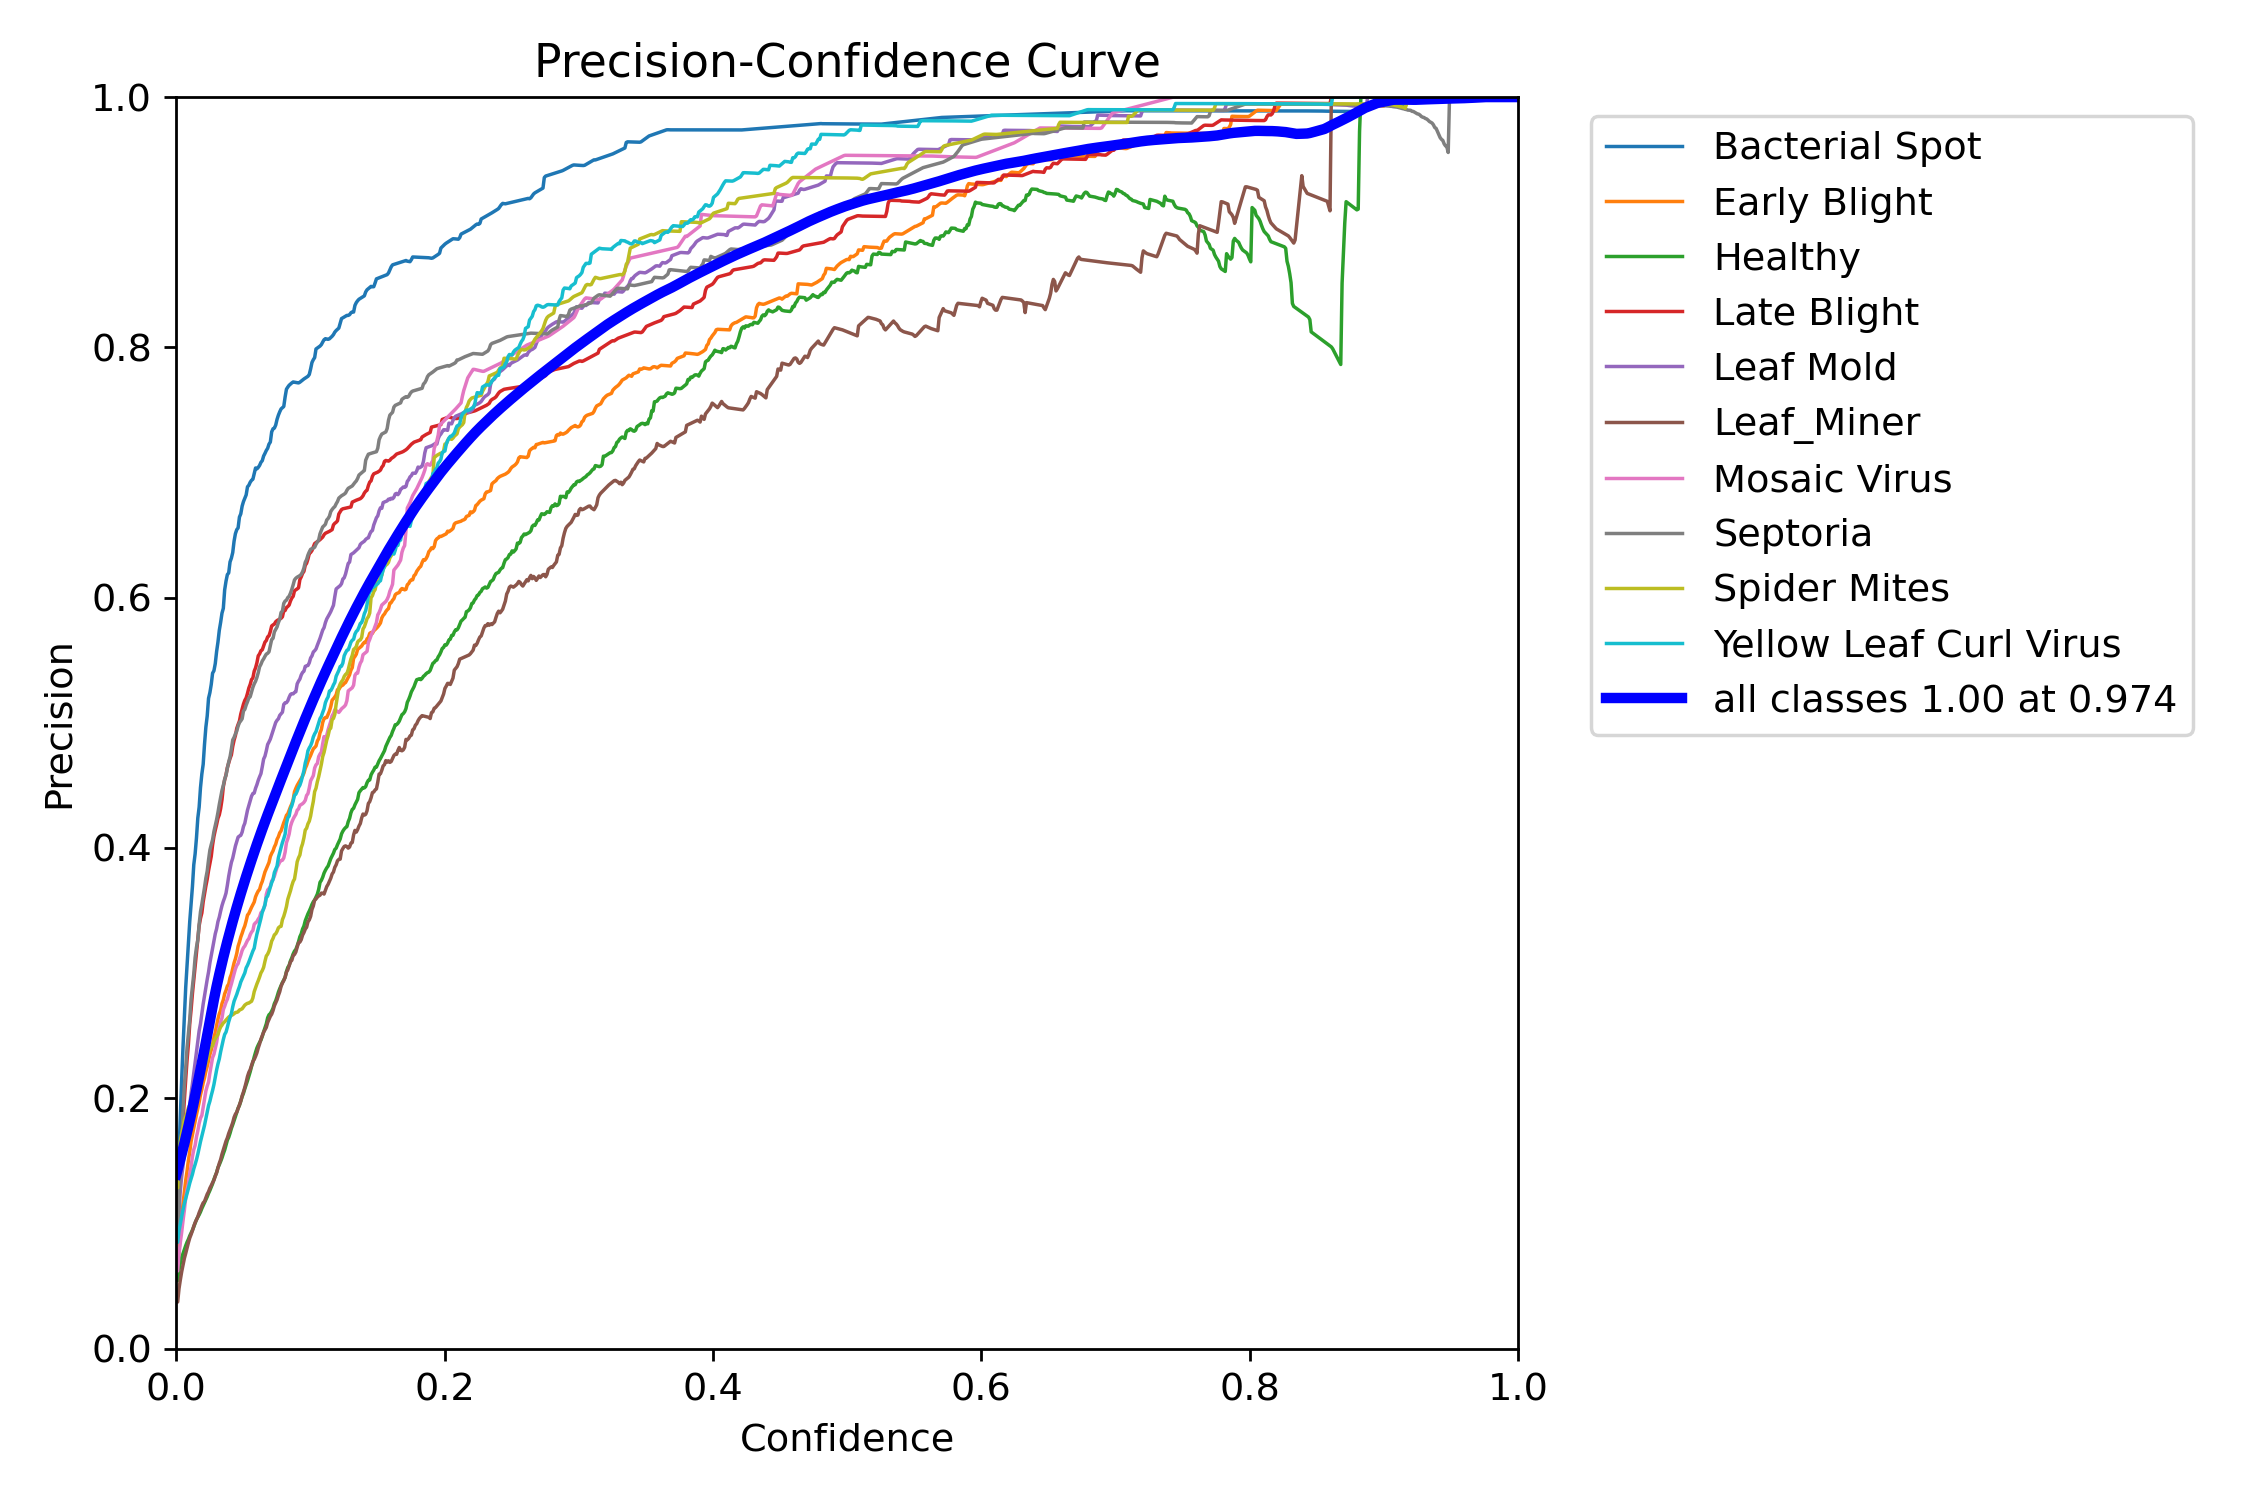 Precision-Confidence Curve
1.0
0.8
0.6
0.4
0.2
0.0
Precision
0.0 0.2 0.4 0.6 0.8 1.0
Confidence
Bacterial Spot
Early Blight
Healthy
Late Blight
Leaf Mold
Leaf_Miner
Mosaic Virus
Septoria
Spider Mites
Yellow Leaf Curl Virus
all classes 1.00 at 0.974